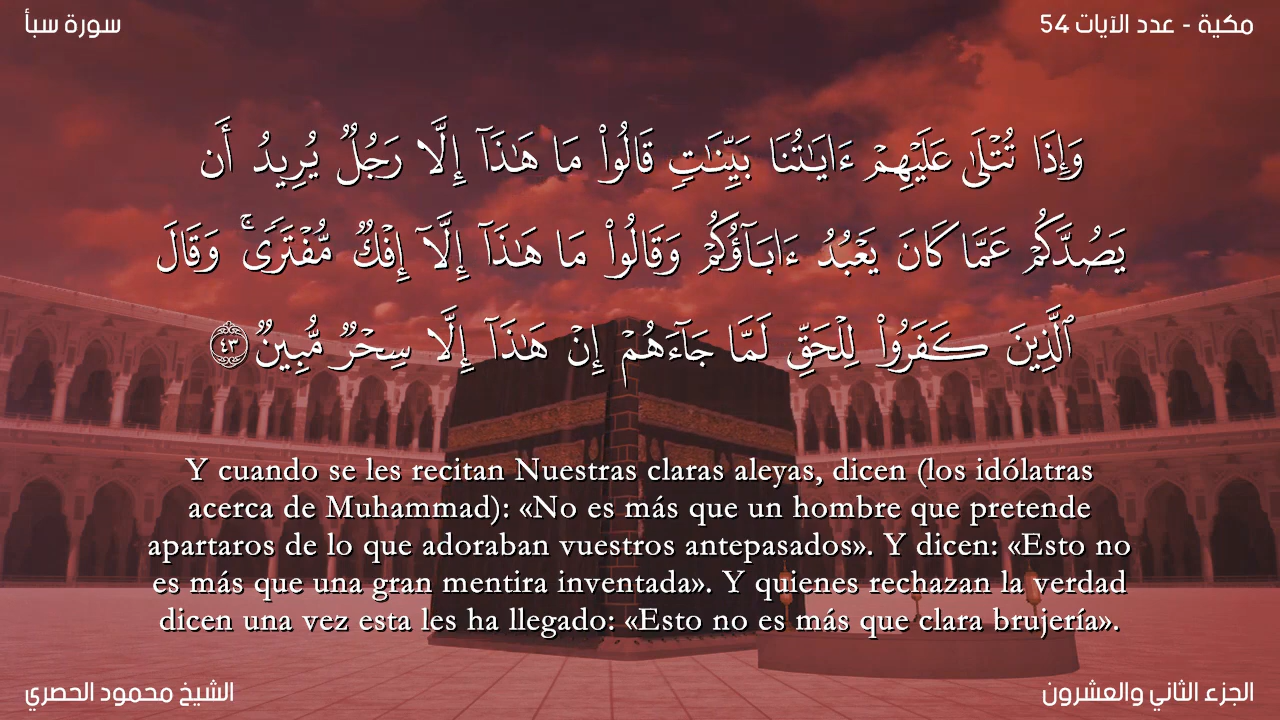 سورة سبأ
مكية - عدد الآيات 54
وَإِذَا تُتْلَىٰ عَلَيْهِمْ ءَايَـٰتُنَا بَيِّنَـٰتٍ قَالُوا۟ مَا هَـٰذَآ إِلَّا رَجُلٌ يُرِيدُ أَن
يَصُدَّكُمْ عَمَّا كَانَ يَعْبُدُ ءَابَآؤُكُمْ وَقَالُوا۟ مَا هَـٰذَآ إِلَّآ إِفْكٌ مُّفْتَرًى ۚ وَقَالَ
ٱلَّذِينَ كَفَرُوا۟ لِلْحَقِّ لَمَّا جَآءَهُمْ إِنْ هَـٰذَآ إِلَّا سِحْرٌ مُّبِينٌ ٤٣
Y cuando se les recitan Nuestras claras aleyas, dicen (los idólatras
acerca de Muhammad): «No es más que un hombre que pretende
apartaros de lo que adoraban vuestros antepasados». Y dicen: «Esto no
es más que una gran mentira inventada». Y quienes rechazan la verdad
dicen una vez esta les ha llegado: «Esto no es más que clara brujería».
الشيخ محمود الحصري
الجزء الثاني والعشرون